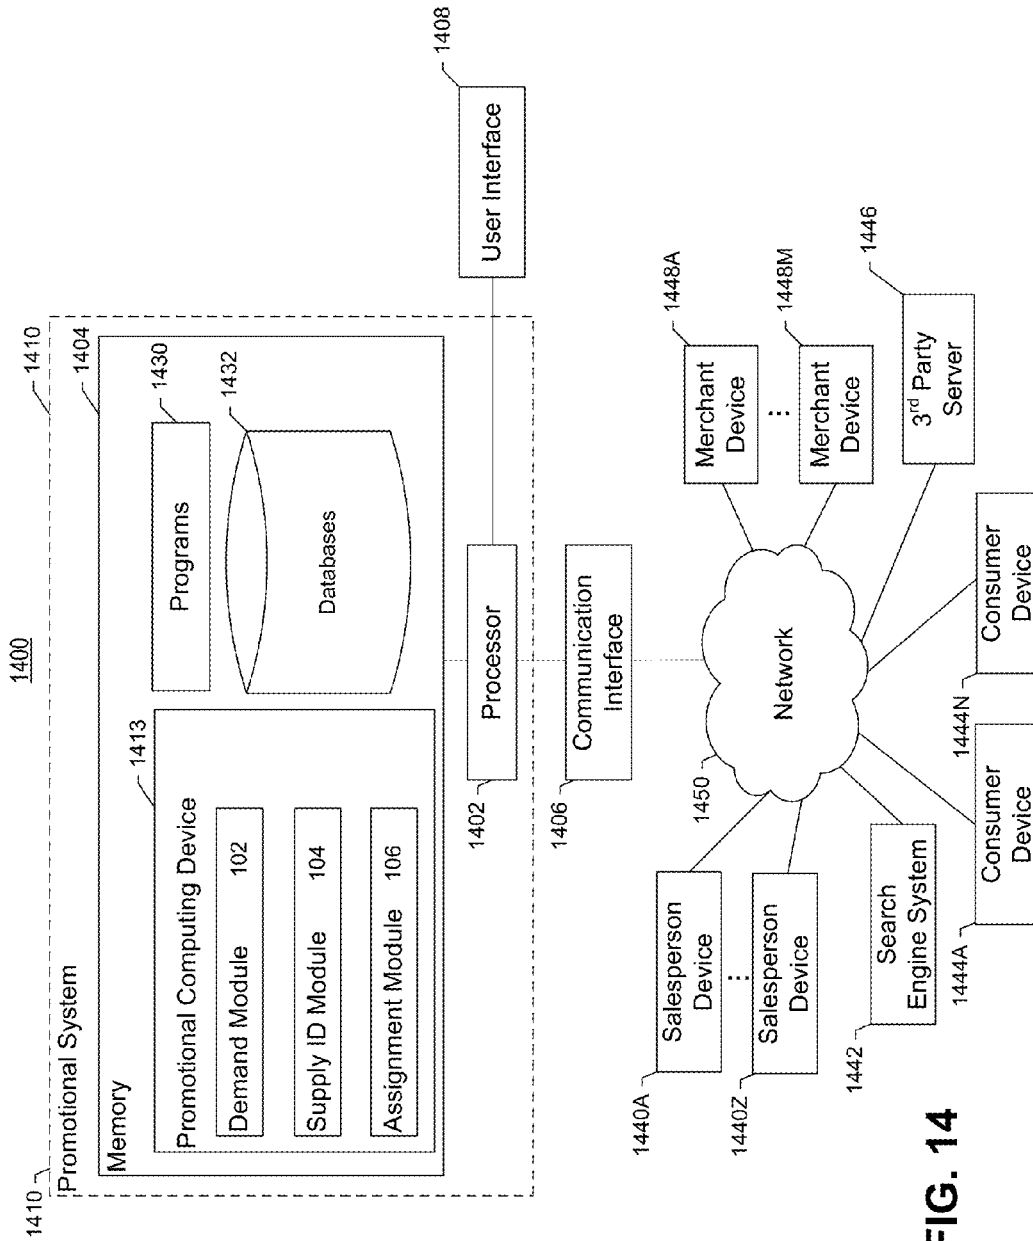 1400
1410
1410
Promotional System
1404
Memory
1413
Promotional Computing Device
Demand Module 102
Supply ID Module 104
Assignment Module 106
1430
Programs
1432
Databases
1402
Processor
1408
User Interface
1406
Communication
Interface
1450
Network
1440A
Salesperson
Device
...
1440Z
Salesperson
Device
1442
Search
Engine System
1444A
Consumer
Device
1444N
Consumer
Device
1448A
Merchant
Device
...
1448M
Merchant
Device
1446
3rd Party
Server
FIG. 14